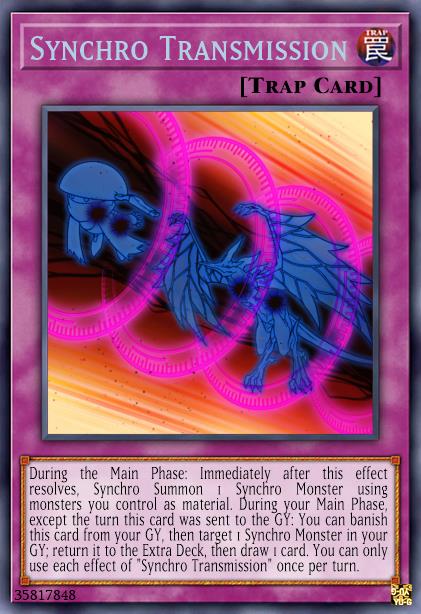 Synchro Transmission
TRAP
罠
[Trap Card]
During the Main Phase: Immediately after this effect
resolves, Synchro Summon 1 Synchro Monster using
monsters you control as material. During your Main Phase,
except the turn this card was sent to the GY: You can banish
this card from your GY, then target 1 Synchro Monster in your
GY; return it to the Extra Deck, then draw 1 card. You can only
use each effect of "Synchro Transmission" once per turn.
35817848